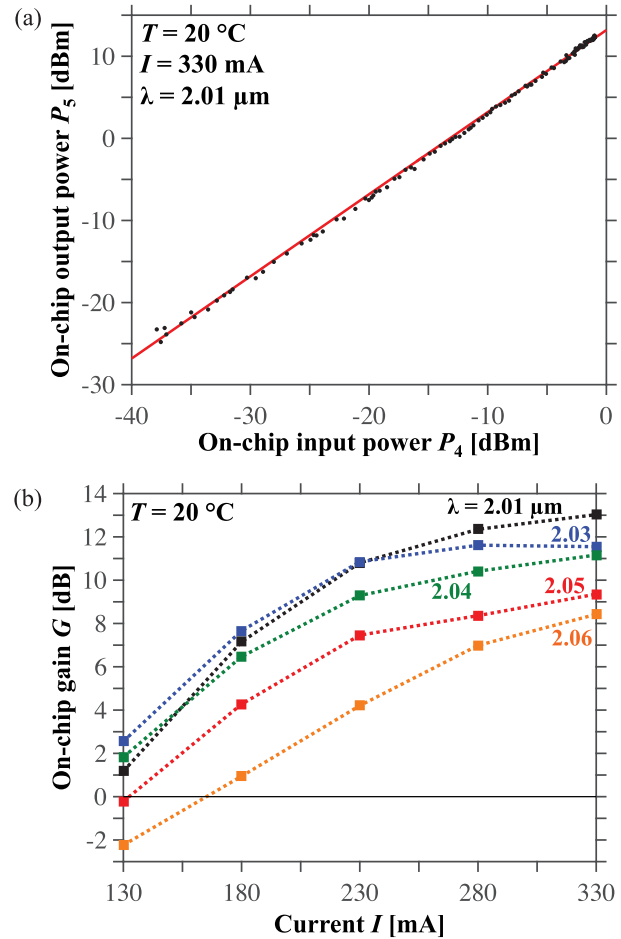 (a)
T = 20 °C
I = 330 mA
λ = 2.01 µm
On-chip output power P5 [dBm]
10
0
-10
-20
-30
-40
-30
-20
-10
0
On-chip input power P4 [dBm]
(b)
T = 20 °C
λ = 2.01 µm
2.03
2.04
2.05
2.06
On-chip gain G [dB]
14
12
10
8
6
4
2
0
-2
130
180
230
280
330
Current I [mA]